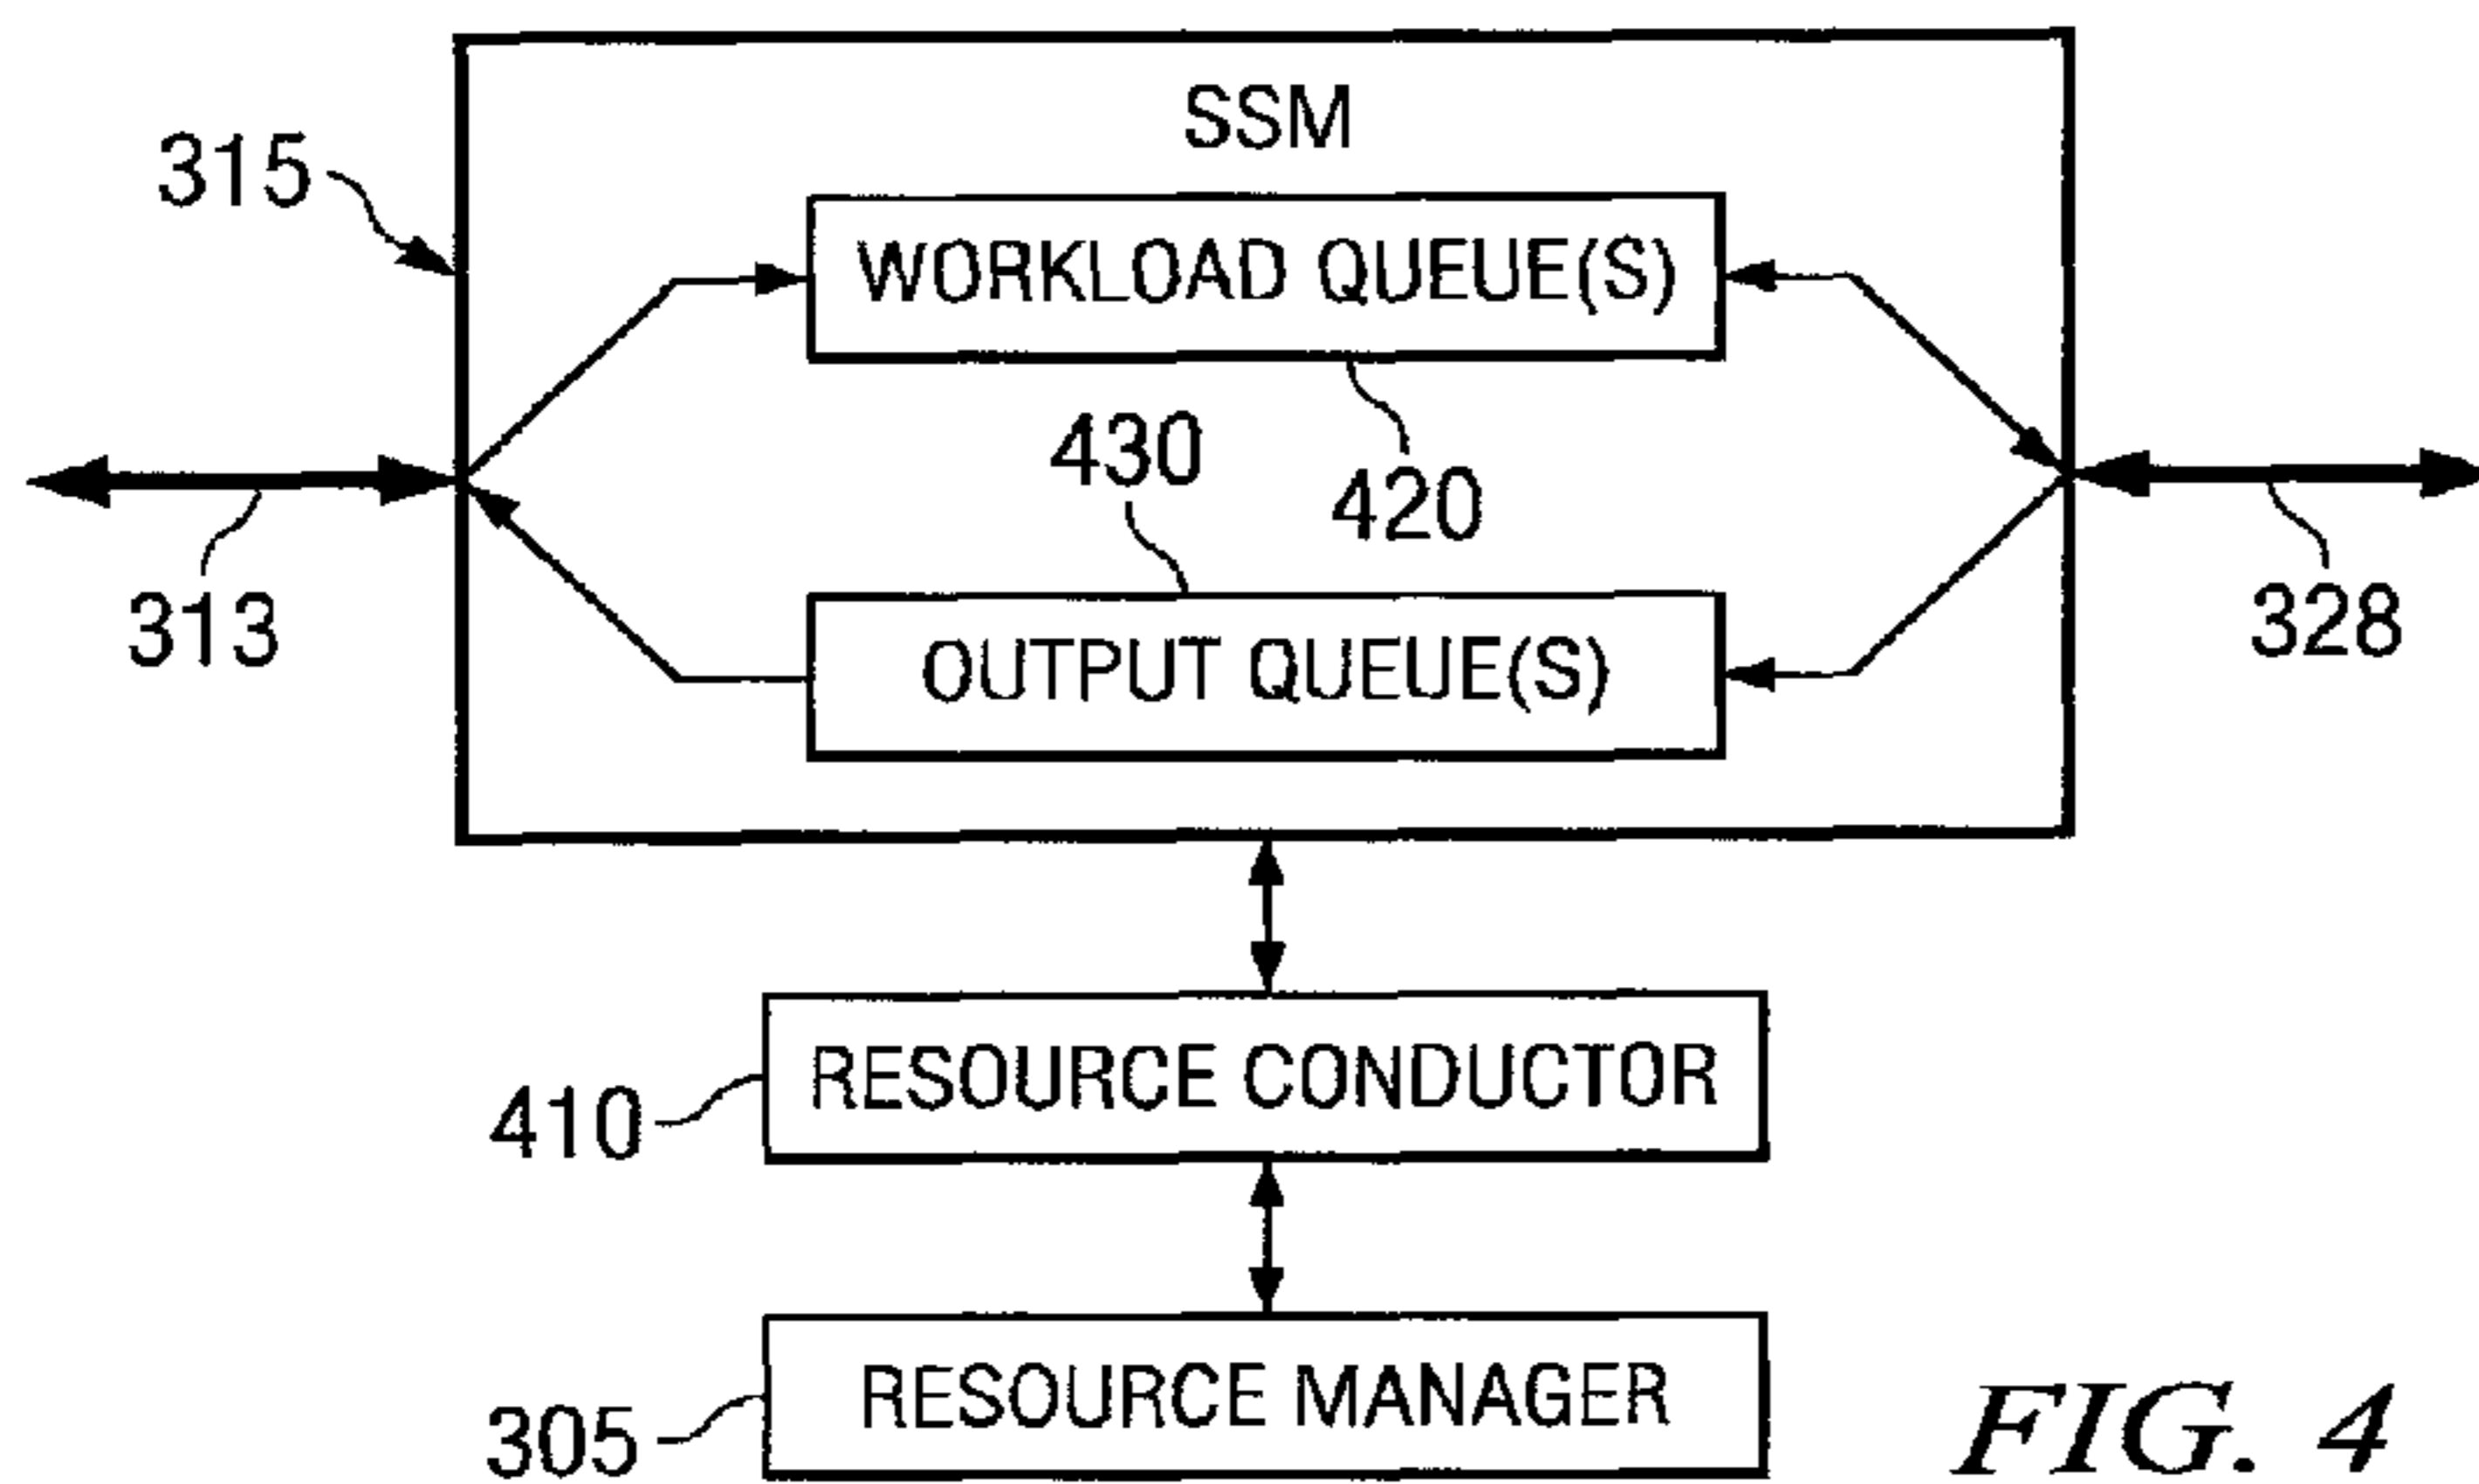 SSM
315
WORKLOAD QUEUE(S)
430
420
313
328
OUTPUT QUEUE(S)
RESOURCE CONDUCTOR
410
RESOURCE MANAGER
305
FIG. 4